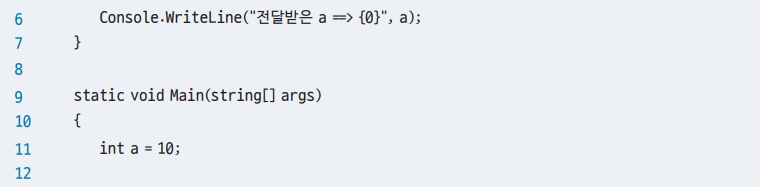 6 Console.WriteLine("전달받은 a ==> {0}", a);
7 }
8
9 static void Main(string[] args)
10 {
11 int a = 10;
12